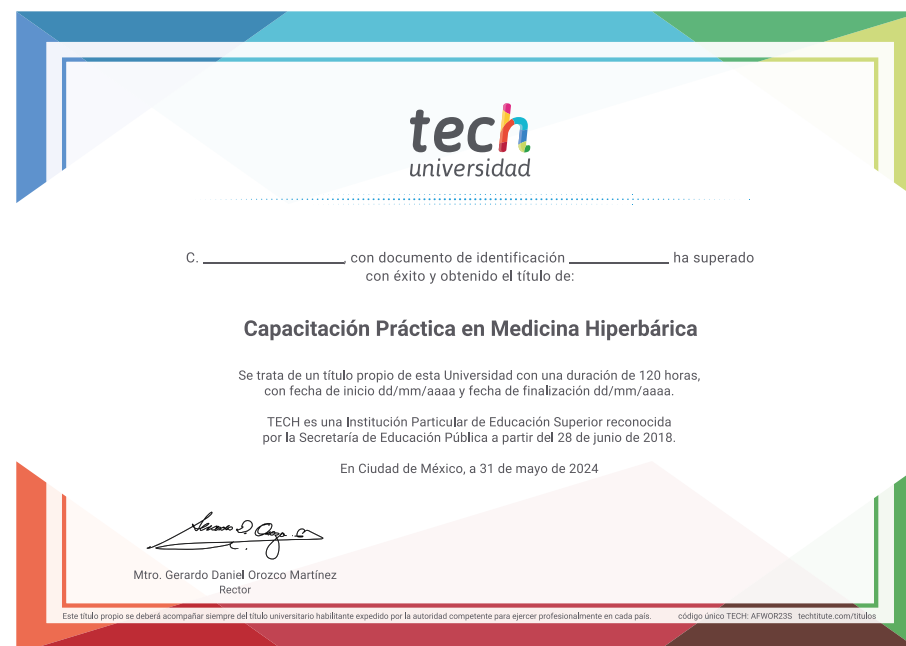 tech
universidad
C. ____________________, con documento de identificación ______________ ha superado
con éxito y obtenido el título de:
Capacitación Práctica en Medicina Hiperbárica
Se trata de un título propio de esta Universidad con una duración de 120 horas,
con fecha de inicio dd/mm/aaaa y fecha de finalización dd/mm/aaaa.
TECH es una Institución Particular de Educación Superior reconocida
por la Secretaría de Educación Pública a partir del 28 de junio de 2018.
En Ciudad de México, a 31 de mayo de 2024
Mtro. Gerardo Daniel Orozco Martínez
Rector
Este título propio se deberá acompañar siempre del título universitario habilitante expedido por la autoridad competente para ejercer profesionalmente en cada país. código único TECH: AFWOR23S techtitute.com/titulos